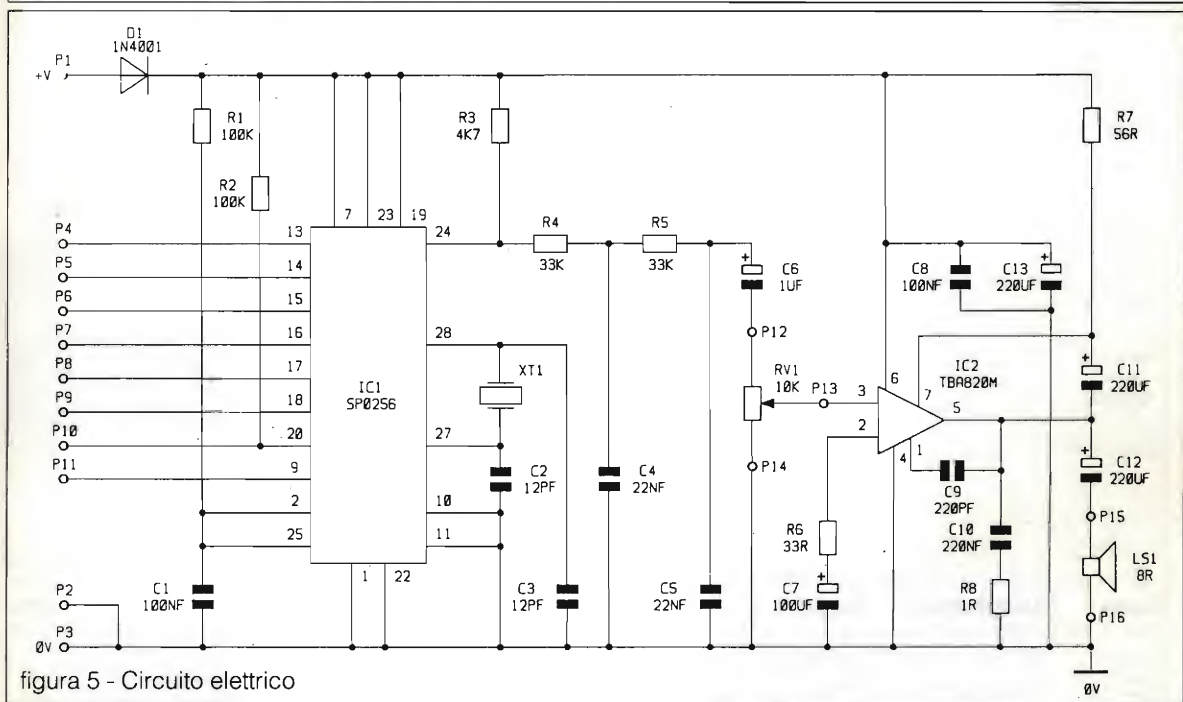 D1
1N4001
P1
+V
R1
100K
R2
100K
R3
4K7
R7
56R
7
23
19
P4
13
24
R4
33K
R5
33K
P5
14
P6
15
P7
16
28
P8
17
P9
18
P10
20
27
P11
9
2
10
25
11
1
22
IC1
SP0256
XT1
C6
1UF
P12
RV1
10K
P13
P14
C8
100NF
C13
220UF
IC2
TBA820M
3
2
6
7
5
4
1
C11
220UF
C12
220UF
C9
220PF
C10
220NF
P15
LS1
8R
P16
R6
33R
C7
100UF
R8
1R
C2
12PF
C3
12PF
C4
22NF
C5
22NF
C1
100NF
P2
P3
0V
0V
figura 5 - Circuito elettrico